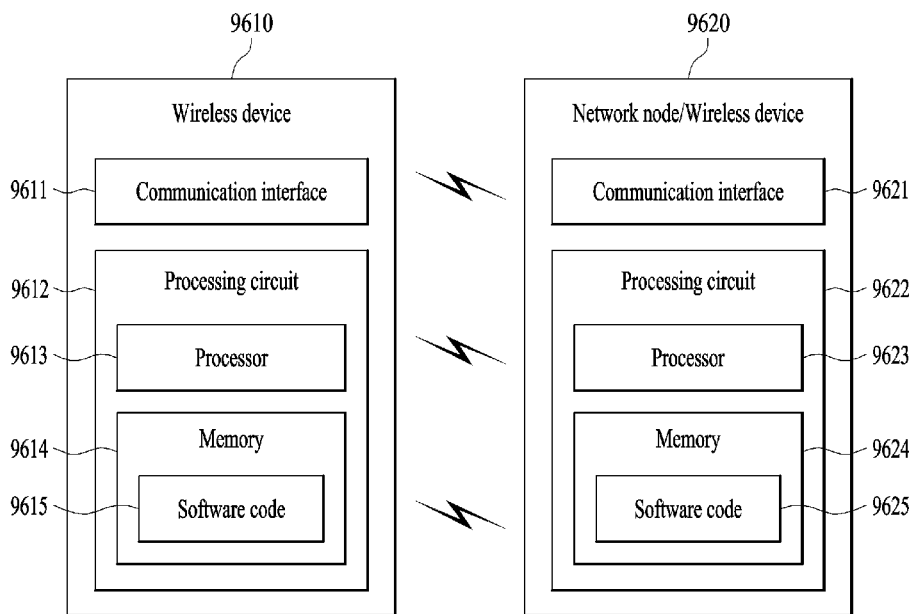 9610
9620
Wireless device
Network node/Wireless device
9611
Communication interface
Communication interface
9621
9612
Processing circuit
Processing circuit
9622
9613
Processor
Processor
9623
9614
Memory
Memory
9624
9615
Software code
Software code
9625